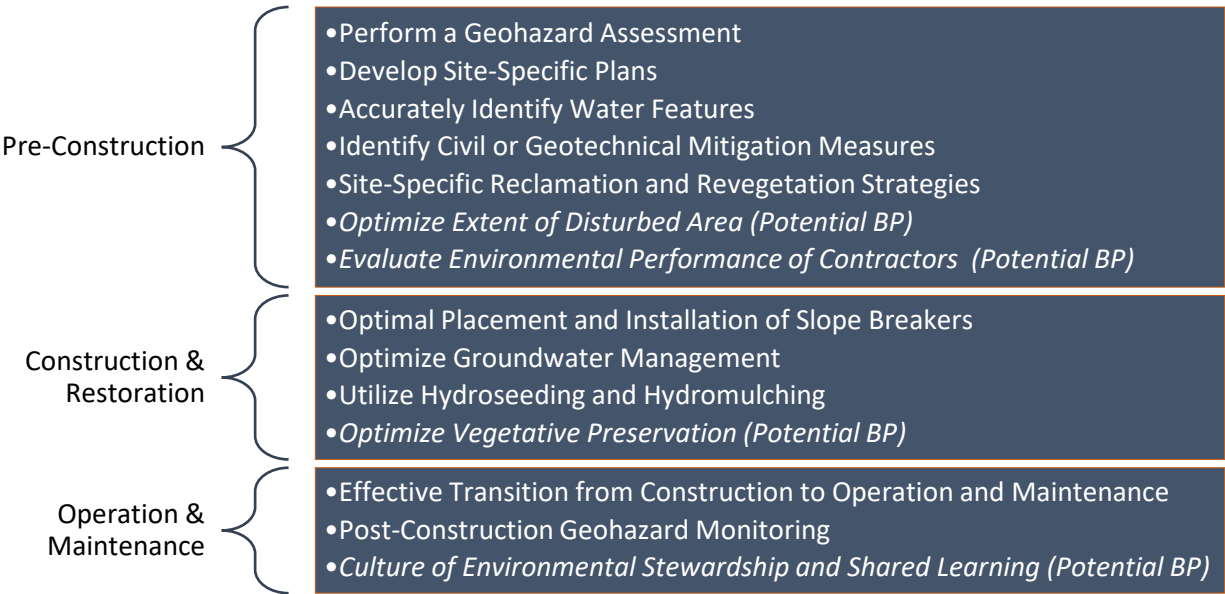 Pre-Construction
•Perform a Geohazard Assessment
•Develop Site-Specific Plans
•Accurately Identify Water Features
•Identify Civil or Geotechnical Mitigation Measures
•Site-Specific Reclamation and Revegetation Strategies
•Optimize Extent of Disturbed Area (Potential BP)
•Evaluate Environmental Performance of Contractors (Potential BP)
Construction &
Restoration
•Optimal Placement and Installation of Slope Breakers
•Optimize Groundwater Management
•Utilize Hydroseeding and Hydromulching
•Optimize Vegetative Preservation (Potential BP)
Operation &
Maintenance
•Effective Transition from Construction to Operation and Maintenance
•Post-Construction Geohazard Monitoring
•Culture of Environmental Stewardship and Shared Learning (Potential BP)